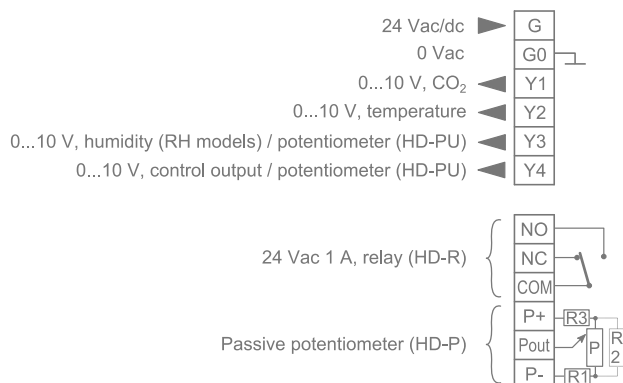 24 Vac/dc G
0 Vac G0
0...10 V, CO₂ Y1
0...10 V, temperature Y2
0...10 V, humidity (RH models) / potentiometer (HD-PU) Y3
0...10 V, control output / potentiometer (HD-PU) Y4
NO
24 Vac 1 A, relay (HD-R) NC
COM
P+ R3
Passive potentiometer (HD-P) Pout P R
2
P- R1